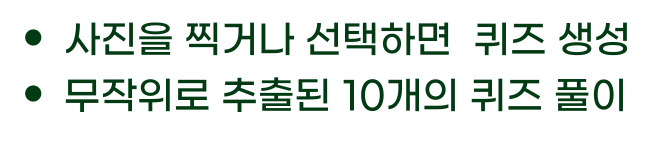 • 사진을 찍거나 선택하면  퀴즈 생성
• 무작위로 추출된 10개의 퀴즈 풀이